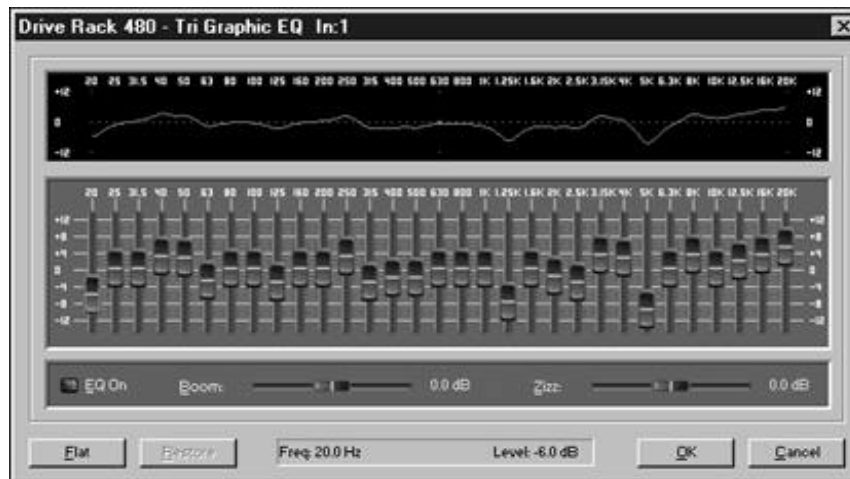 Drive Rack 480 - Tri Graphic EQ In:1
20 25 31.5 40 50 63 80 100 125 160 200 250 315 400 500 630 800 1K 1.25K 1.6K 2K 2.5K 3.15K 4K 5K 6.3K 8K 10K 12.5K 16K 20K
+12 +12
0 0
-12 -12
20 25 31.5 40 50 63 80 100 125 160 200 250 315 400 500 630 800 1K 1.25K 1.6K 2K 2.5K 3.15K 4K 5K 6.3K 8K 10K 12.5K 16K 20K
+12 +12
+8 +8
+4 +4
0 0
-4 -4
-8 -8
-12 -12
EQ On Boom: 0.0 dB Zizz: 0.0 dB
Flat Restore Freq: 20.0 Hz Level: -6.0 dB OK Cancel